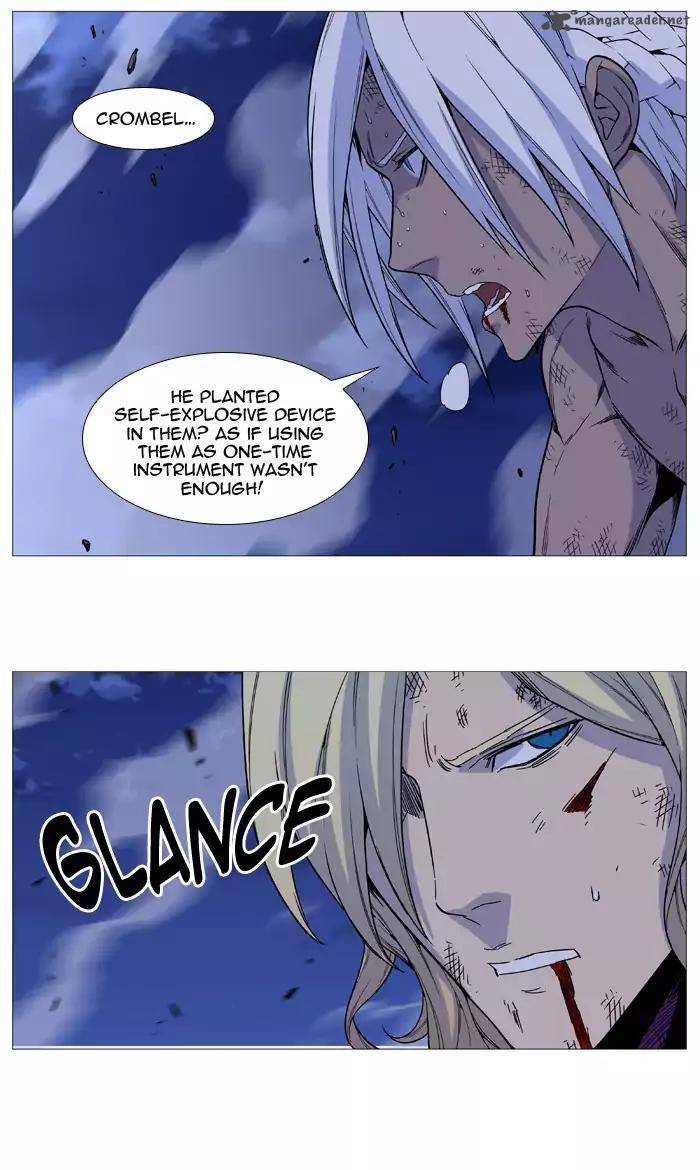 mangareader.net
CROMBEL...
HE PLANTED
SELF-EXPLOSIVE DEVICE
IN THEM? AS IF USING
THEM AS ONE-TIME
INSTRUMENT WASN'T
ENOUGH!
GLANCE